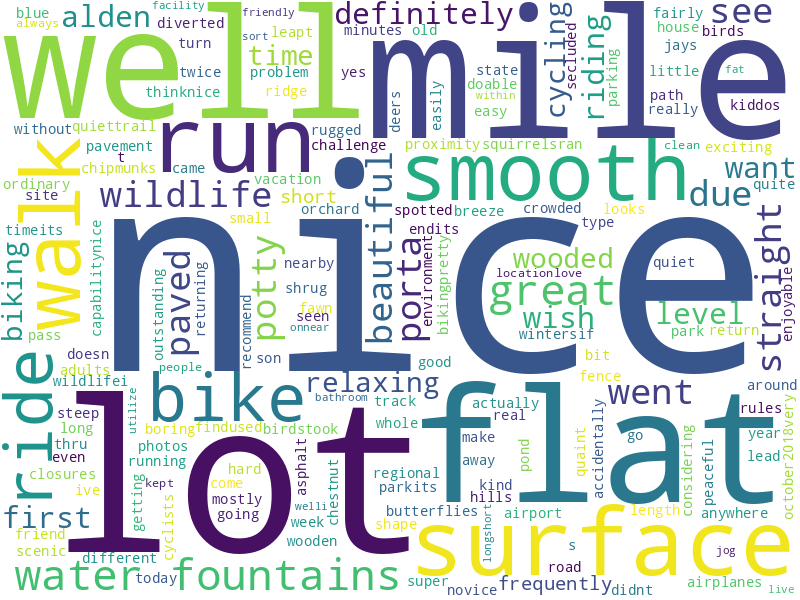 blue
always
alden
facility
diverted
turn
twice
friendly
sort
leapt
time
problem
yes
thinknice
ridge
definitely
minutes
old
deers
easily
state
doable
within
easy
cycling
secluded
riding
parking
fairly
house
jays
little
path
really
see
birds
fat
kiddos
well
mile
without
quiettrail
pavement
t
chipmunks
came
run
rugged
challenge
vacation
proximity
squirrelsran
clean
exciting
ordinary
site
timeits
walk
wildlife
short
small
orchard
smooth
want
quite
due
beautiful
spotted
breeze
endits
crowded
looks
type
biking
capabilitynice
pass
outstanding
paved
returning
potty
nearby
shrug
fawn
seen
onnear
recommend
son
porta
environment
bikingpretty
wooded
locationlove
great
wish
wintersif
quiet
level
park
return
straight
enjoyable
nice
doesn
adults
wildlifei
people
good
bit
fence
around
ride
steep
long
thru
even
closures
ive
friend
scenic
utilize
bike
relaxing
bathroom
track
actually
went
rules
year
lead
boring
findused
birdstook
photos
running
whole
real
make
away
kind
hills
quaint
accidentally
go
considering
peaceful
anywhere
october2018very
getting
kept
cyclists
hard
come
mostly
going
asphalt
chestnut
regional
parkits
butterflies
pond
flat
lot
welli
week
wooden
shape
airport
length
s
road
different
first
water
fountains
today
super
novice
longshort
frequently
didnt
surface
jog
airplanes
live